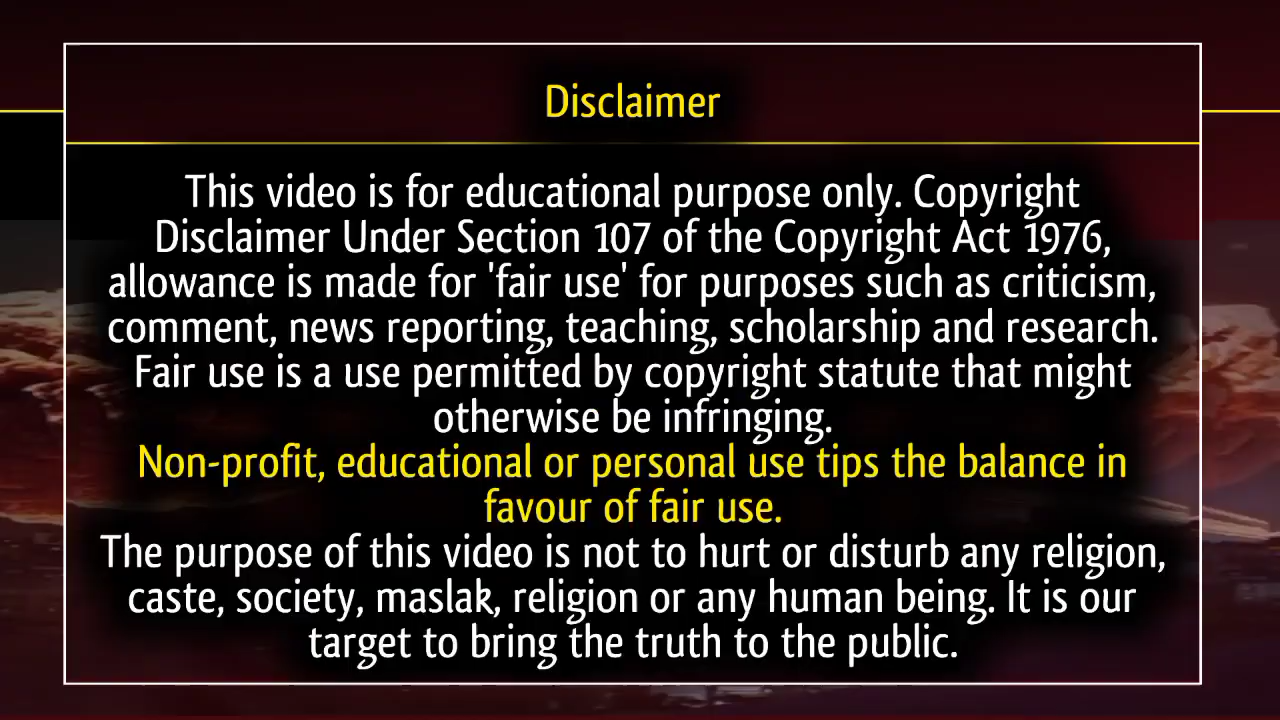 Disclaimer
This video is for educational purpose only. Copyright
Disclaimer Under Section 107 of the Copyright Act 1976,
allowance is made for 'fair use' for purposes such as criticism,
comment, news reporting, teaching, scholarship and research.
Fair use is a use permitted by copyright statute that might
otherwise be infringing.
Non-profit, educational or personal use tips the balance in
favour of fair use.
The purpose of this video is not to hurt or disturb any religion,
caste, society, maslak, religion or any human being. It is our
target to bring the truth to the public.